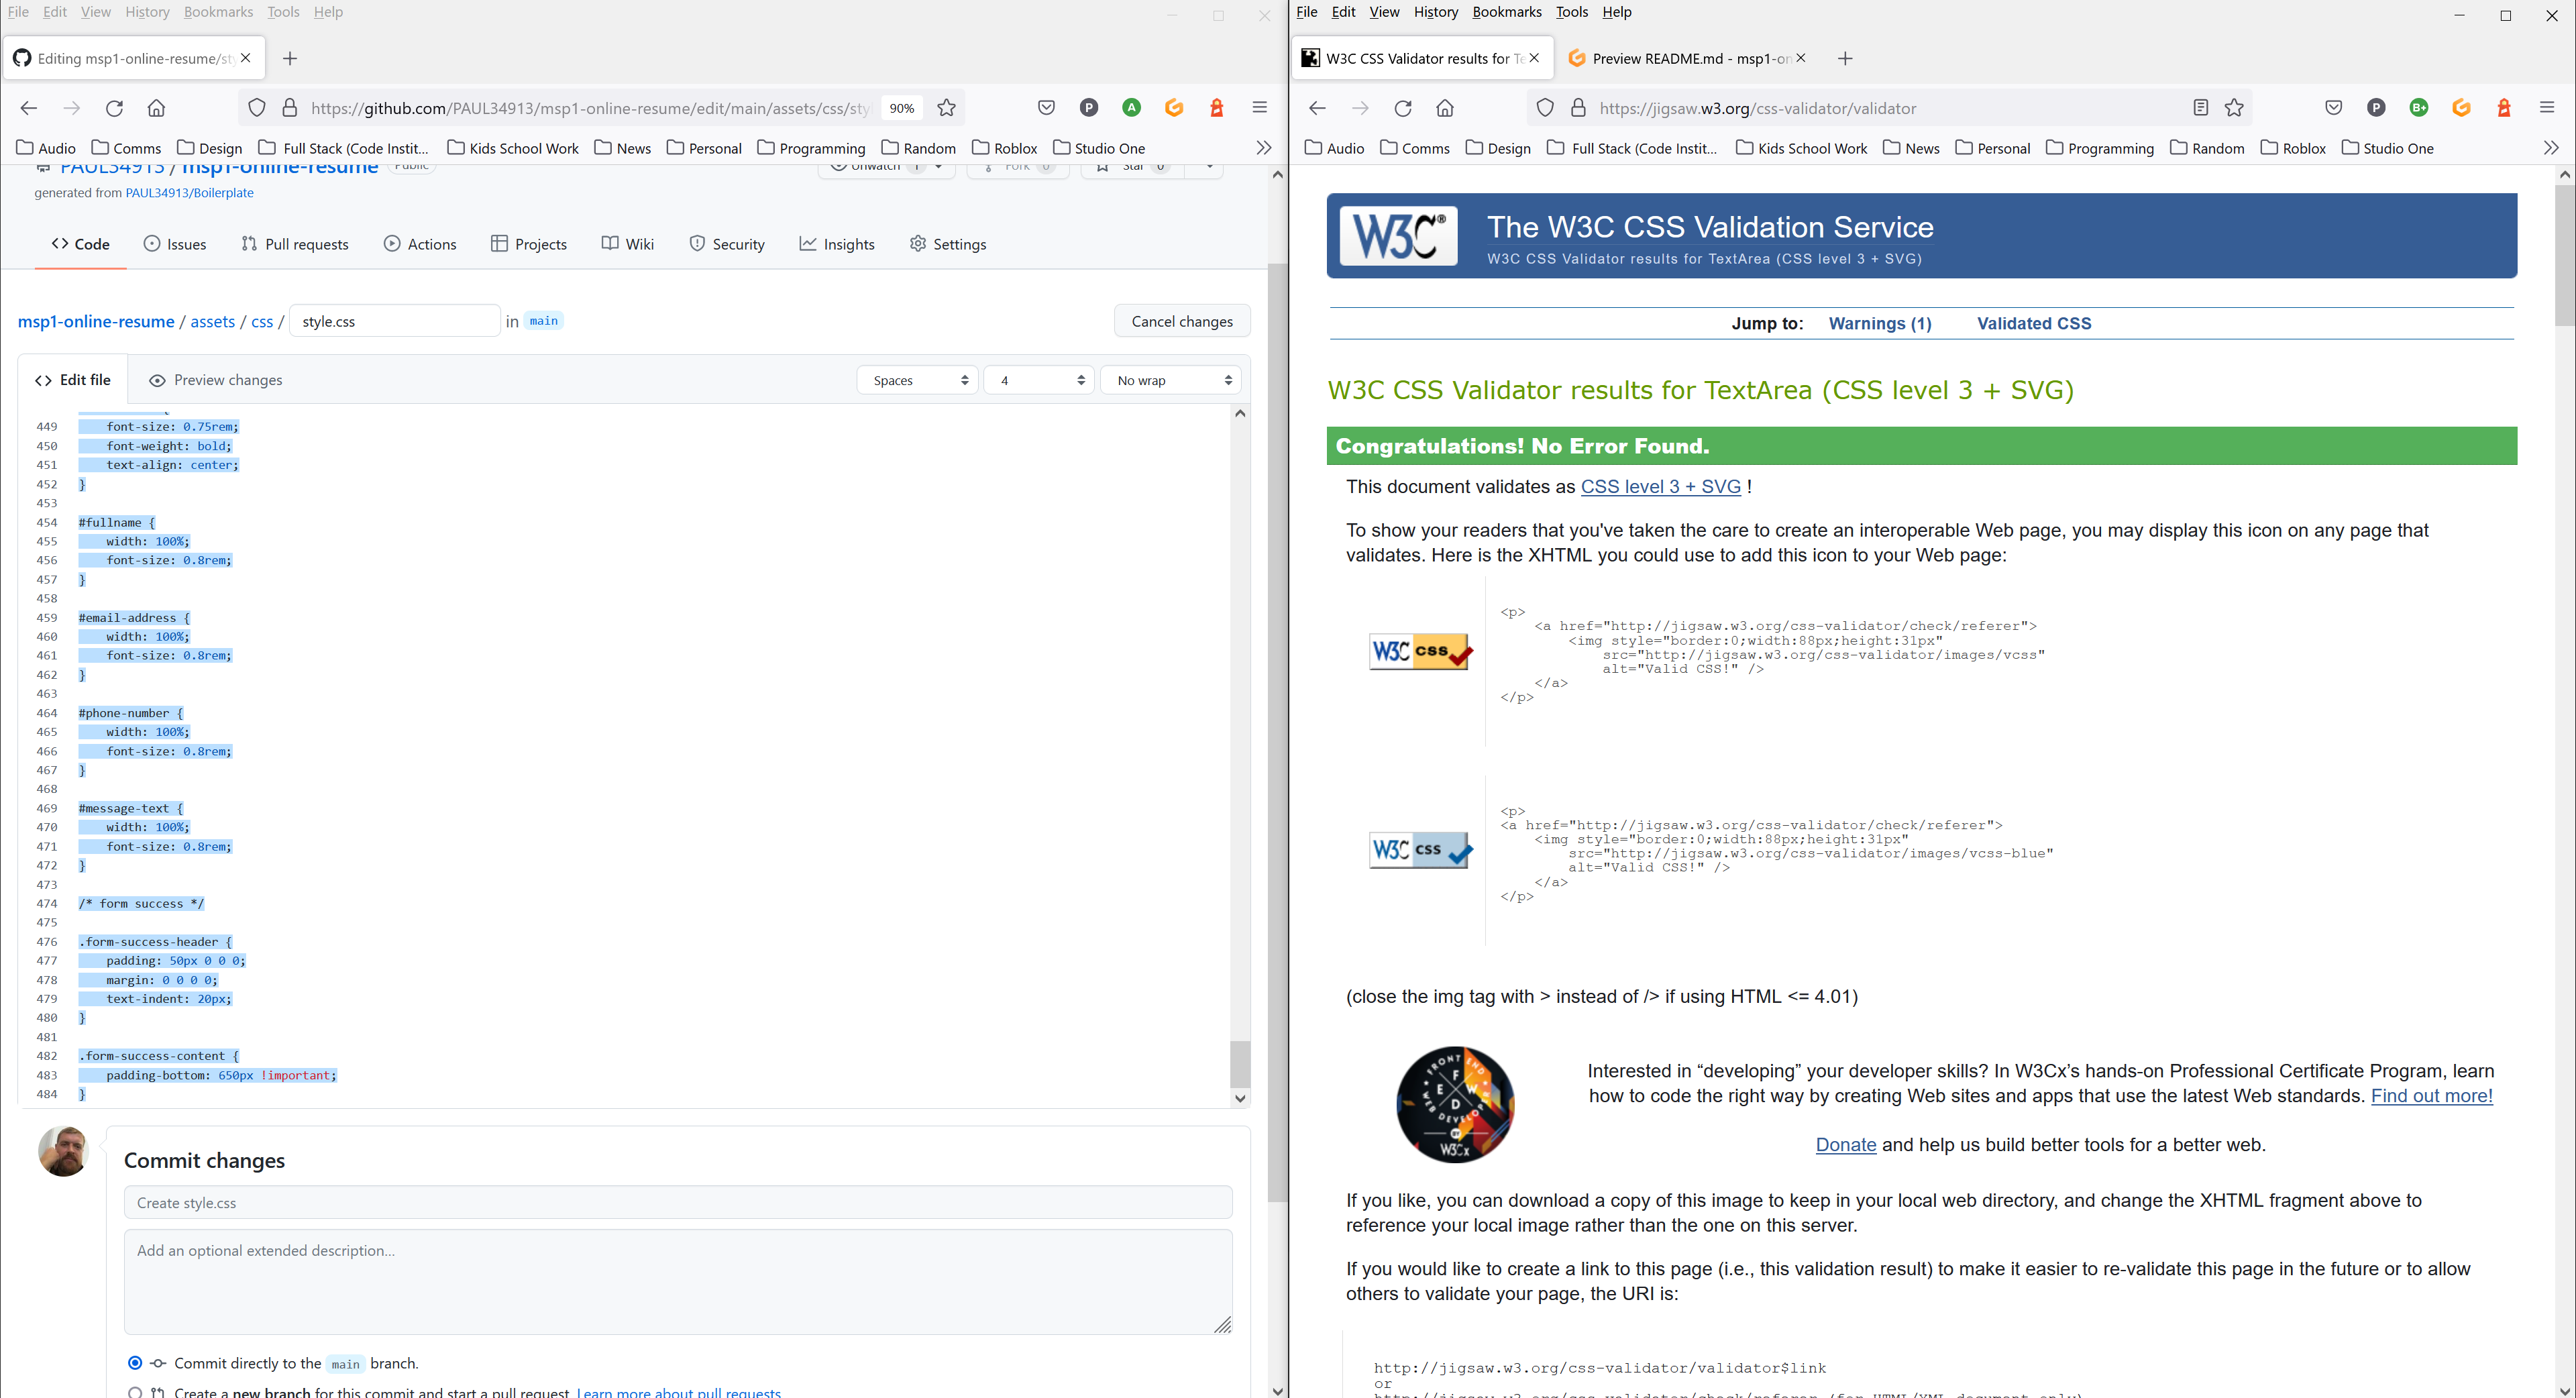 File Edit View History Bookmarks Tools Help
Editing msp1-online-resume/sty
https://github.com/PAUL34913/msp1-online-resume/edit/main/assets/css/sty 90%
Audio Comms Design Full Stack (Code Instit... Kids School Work News Personal Programming Random Roblox Studio One
PAUL34913 / msp1-online-resume Public Unwatch 1 Fork 0 Star 0
generated from PAUL34913/Boilerplate
Code Issues Pull requests Actions Projects Wiki Security Insights Settings
msp1-online-resume / assets / css / style.css in main Cancel changes
Edit file Preview changes Spaces 4 No wrap
449 font-size: 0.75rem;
450 font-weight: bold;
451 text-align: center;
452 }
453
454 #fullname {
455 width: 100%;
456 font-size: 0.8rem;
457 }
458
459 #email-address {
460 width: 100%;
461 font-size: 0.8rem;
462 }
463
464 #phone-number {
465 width: 100%;
466 font-size: 0.8rem;
467 }
468
469 #message-text {
470 width: 100%;
471 font-size: 0.8rem;
472 }
473
474 /* form success */
475
476 .form-success-header {
477 padding: 50px 0 0 0;
478 margin: 0 0 0 0;
479 text-indent: 20px;
480 }
481
482 .form-success-content {
483 padding-bottom: 650px !important;
484 }
Commit changes
Create style.css
Add an optional extended description...
Commit directly to the main branch.
Create a new branch for this commit and start a pull request. Learn more about pull requests.
File Edit View History Bookmarks Tools Help
W3C CSS Validator results for Te Preview README.md - msp1-on
https://jigsaw.w3.org/css-validator/validator
Audio Comms Design Full Stack (Code Instit... Kids School Work News Personal Programming Random Roblox Studio One
W3C® The W3C CSS Validation Service
W3C CSS Validator results for TextArea (CSS level 3 + SVG)
Jump to: Warnings (1) Validated CSS
W3C CSS Validator results for TextArea (CSS level 3 + SVG)
Congratulations! No Error Found.
This document validates as CSS level 3 + SVG !
To show your readers that you've taken the care to create an interoperable Web page, you may display this icon on any page that
validates. Here is the XHTML you could use to add this icon to your Web page:
W3C css
<p>
<a href="http://jigsaw.w3.org/css-validator/check/referer">
<img style="border:0;width:88px;height:31px"
src="http://jigsaw.w3.org/css-validator/images/vcss"
alt="Valid CSS!" />
</a>
</p>
W3C css
<p>
<a href="http://jigsaw.w3.org/css-validator/check/referer">
<img style="border:0;width:88px;height:31px"
src="http://jigsaw.w3.org/css-validator/images/vcss-blue"
alt="Valid CSS!" />
</a>
</p>
(close the img tag with > instead of /> if using HTML <= 4.01)
FRONT END
F
E W
D
WEB DEVELOPER
BY
W3Cx
Interested in “developing” your developer skills? In W3Cx’s hands-on Professional Certificate Program, learn
how to code the right way by creating Web sites and apps that use the latest Web standards. Find out more!
Donate and help us build better tools for a better web.
If you like, you can download a copy of this image to keep in your local web directory, and change the XHTML fragment above to
reference your local image rather than the one on this server.
If you would like to create a link to this page (i.e., this validation result) to make it easier to re-validate this page in the future or to allow
others to validate your page, the URI is:
http://jigsaw.w3.org/css-validator/validator$link
or
http://jigsaw.w3.org/css-validator/check/referer (for HTML/XML document only)